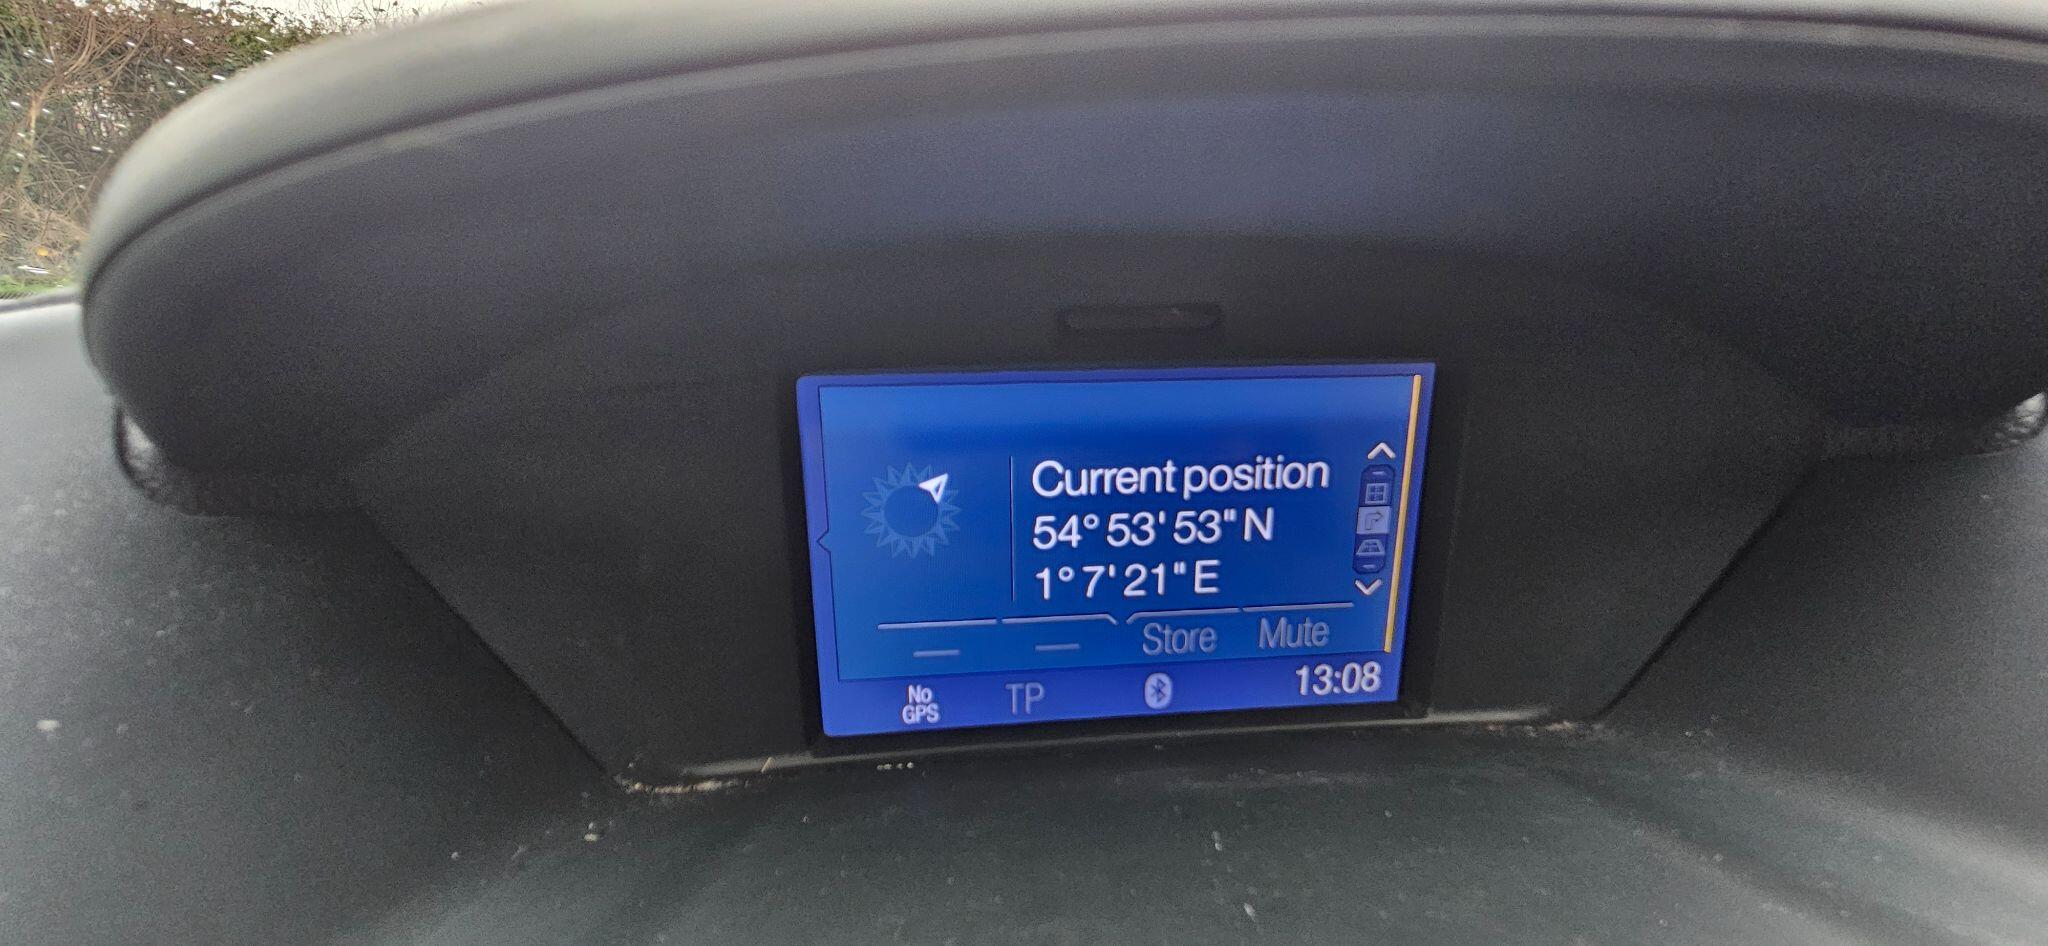 Current position
54° 53' 53" N
1° 7' 21" E
Store Mute
No
GPS
TP
13:08